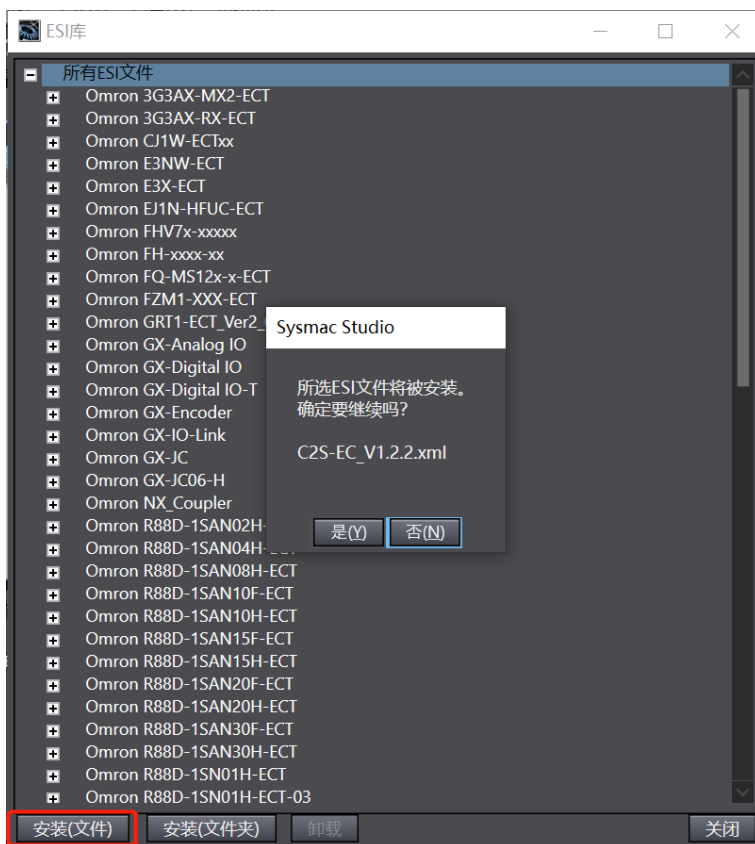 ESI库
所有ESI文件
Omron 3G3AX-MX2-ECT
Omron 3G3AX-RX-ECT
Omron CJ1W-ECTxx
Omron E3NW-ECT
Omron E3X-ECT
Omron EJ1N-HFUC-ECT
Omron FHV7x-xxxxx
Omron FH-xxxx-xx
Omron FQ-MS12x-x-ECT
Omron FZM1-XXX-ECT
Omron GRT1-ECT_Ver2_
Omron GX-Analog IO
Omron GX-Digital IO
Omron GX-Digital IO-T
Omron GX-Encoder
Omron GX-IO-Link
Omron GX-JC
Omron GX-JC06-H
Omron NX_Coupler
Omron R88D-1SAN02H-
Omron R88D-1SAN04H-ECT
Omron R88D-1SAN08H-ECT
Omron R88D-1SAN10F-ECT
Omron R88D-1SAN10H-ECT
Omron R88D-1SAN15F-ECT
Omron R88D-1SAN15H-ECT
Omron R88D-1SAN20F-ECT
Omron R88D-1SAN20H-ECT
Omron R88D-1SAN30F-ECT
Omron R88D-1SAN30H-ECT
Omron R88D-1SN01H-ECT
Omron R88D-1SN01H-ECT-03
Sysmac Studio
所选ESI文件将被安装。
确定要继续吗?
C2S-EC_V1.2.2.xml
是(Y) 否(N)
安装(文件) 安装(文件夹) 卸载 关闭